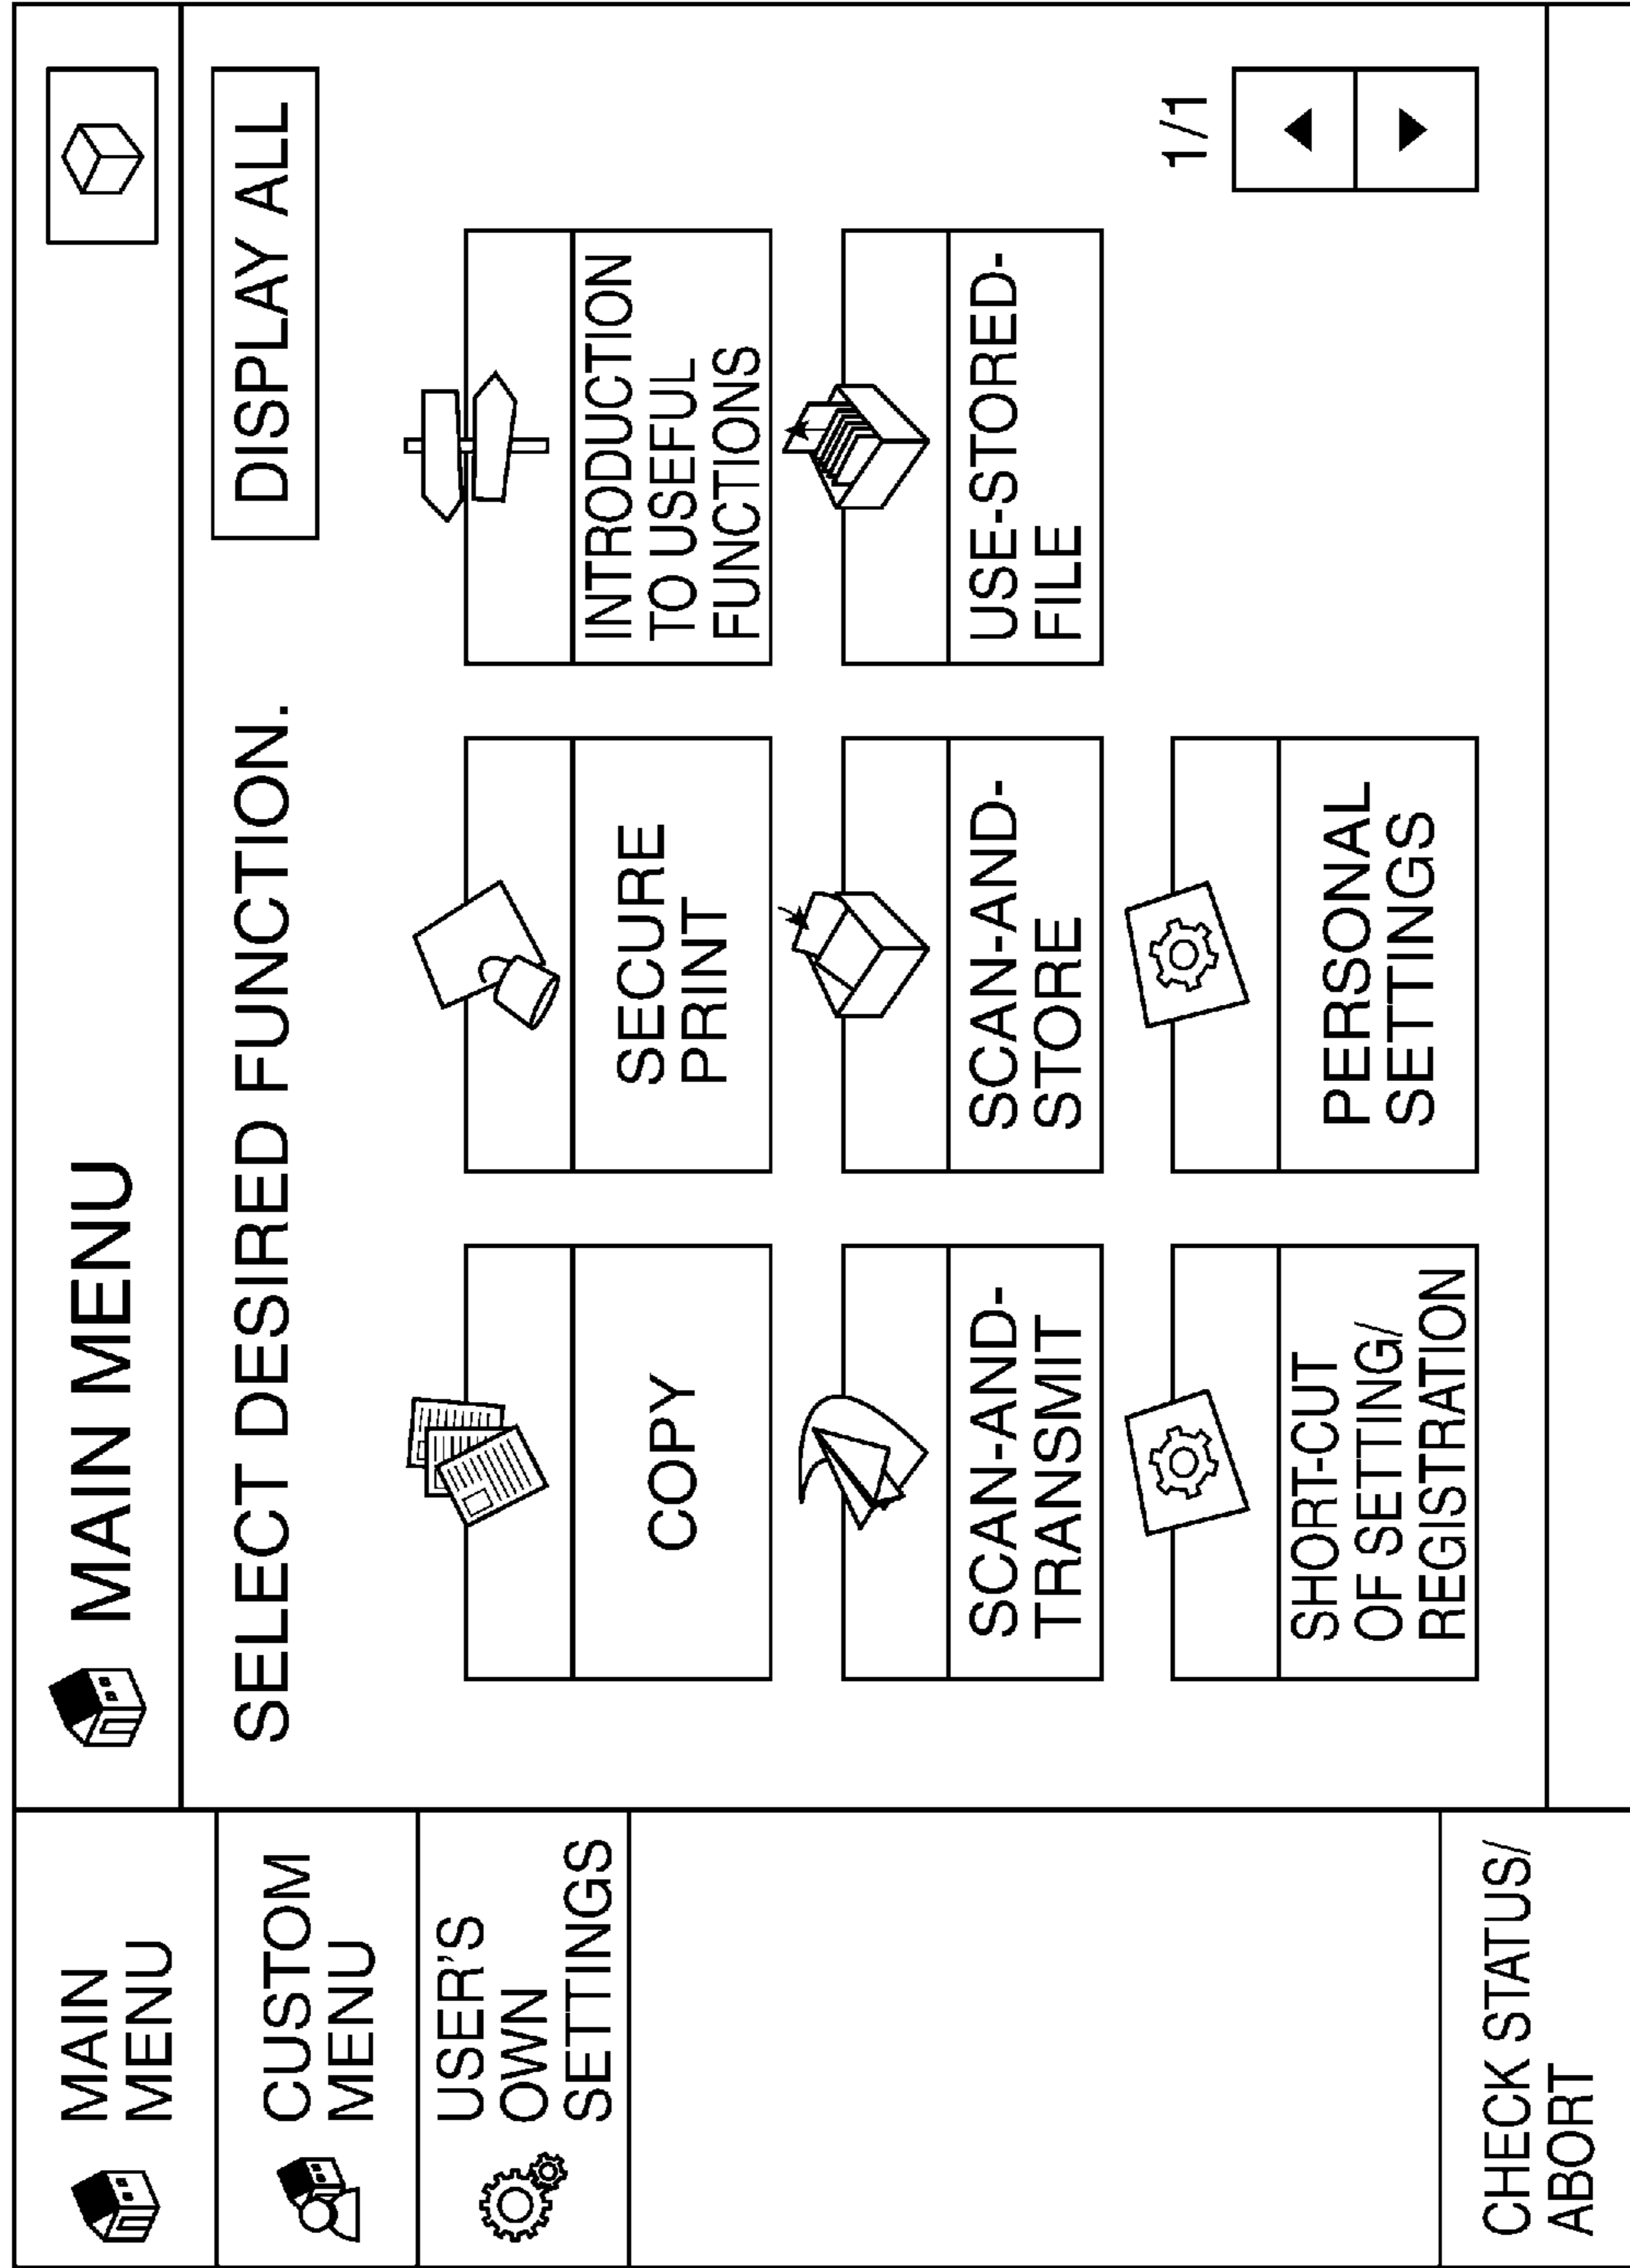 MAIN
MENU
CUSTOM
MENU
USER'S
OWN
SETTINGS
CHECK STATUS/
ABORT
MAIN MENU
SELECT DESIRED FUNCTION.
DISPLAY ALL
COPY
SECURE
PRINT
INTRODUCTION
TO USEFUL
FUNCTIONS
SCAN-AND-
TRANSMIT
SCAN-AND-
STORE
USE-STORED-
FILE
SHORT-CUT
OF SETTING/
REGISTRATION
PERSONAL
SETTINGS
1/1